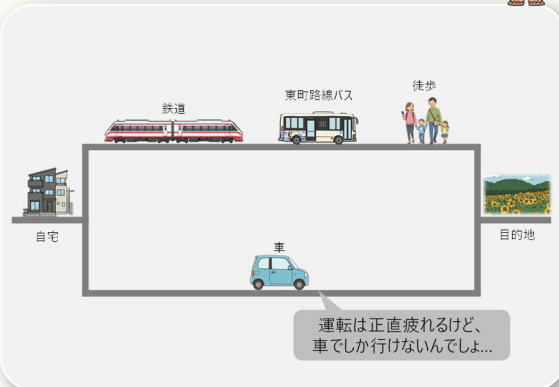 鉄道
東町路線バス
徒歩
自宅
目的地
車
運転は正直疲れるけど、
車でしか行けないんでしょ...